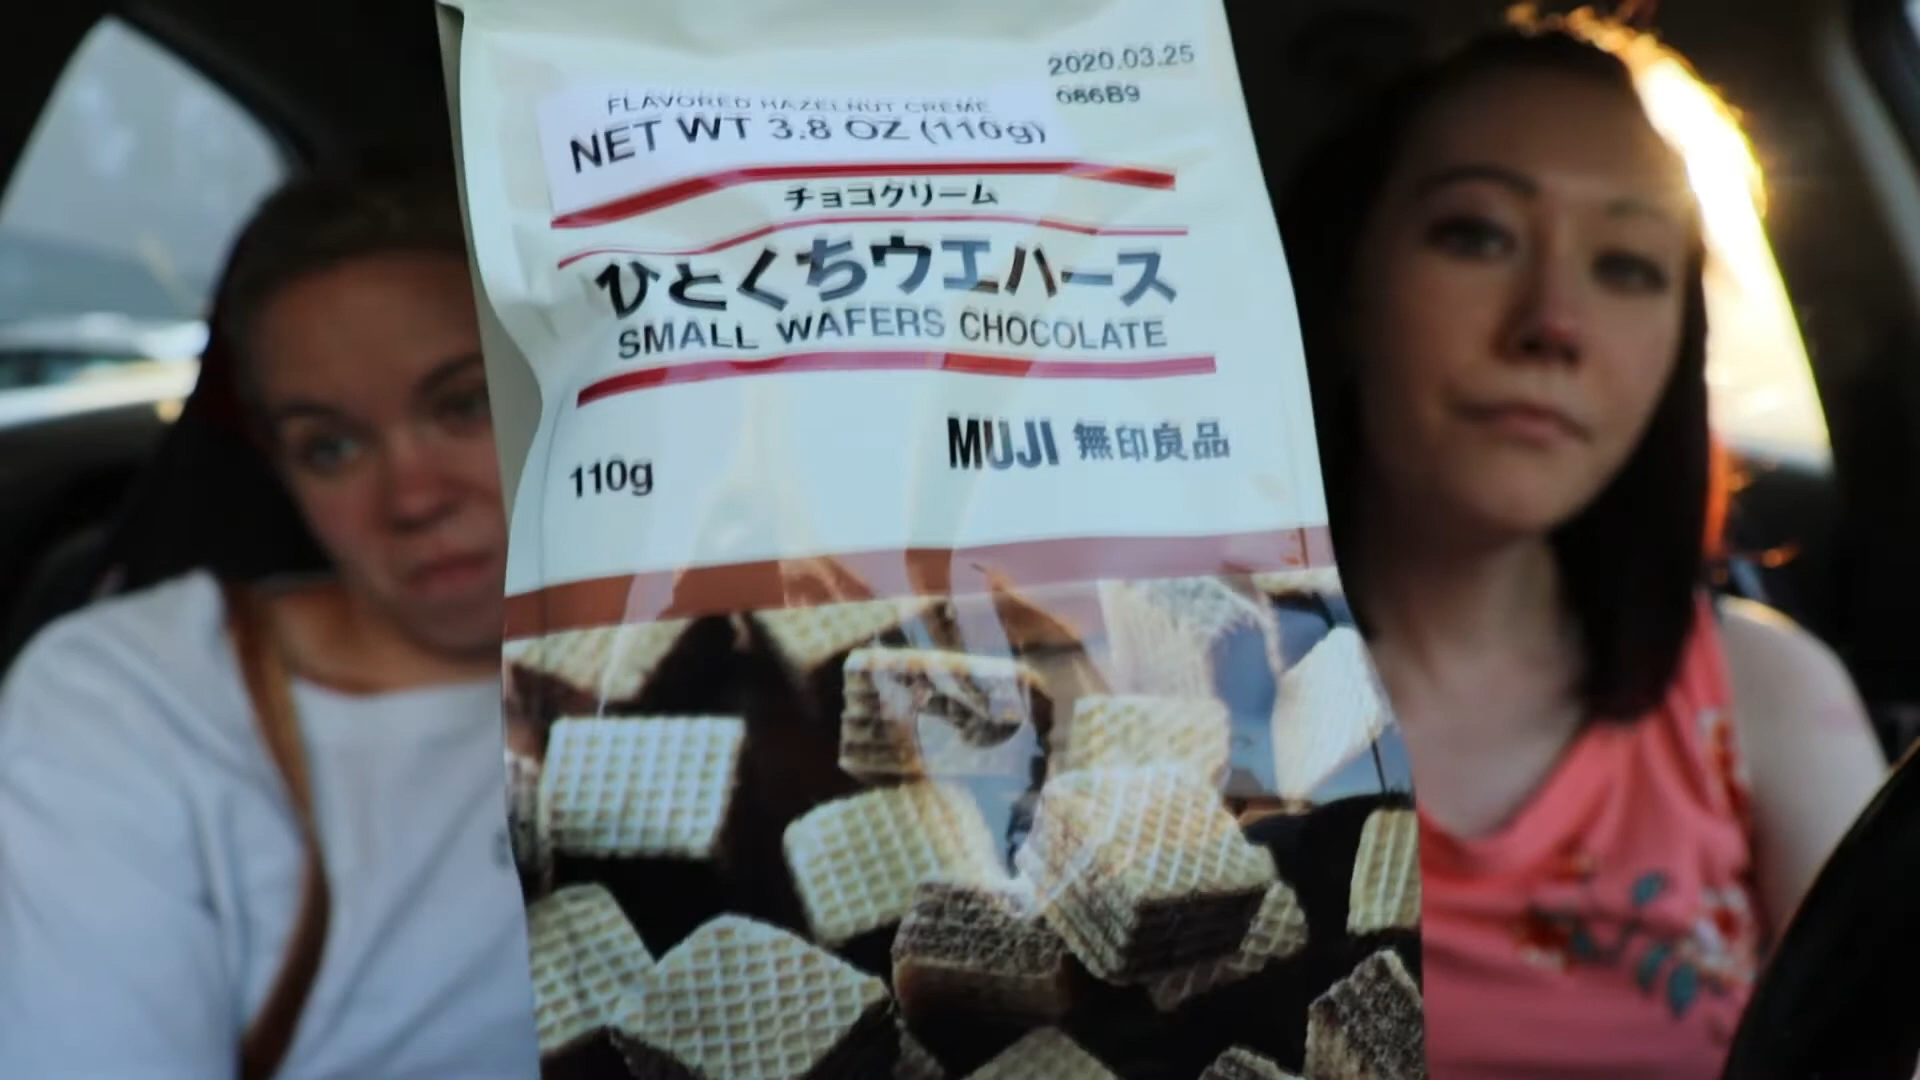 2020.03.25
086B9
FLAVORED HAZELNUT CREME
NET WT 3.8 OZ (110g)
チョコクリーム
ひとくちウエハース
SMALL WAFERS CHOCOLATE
MUJI 無印良品
110g